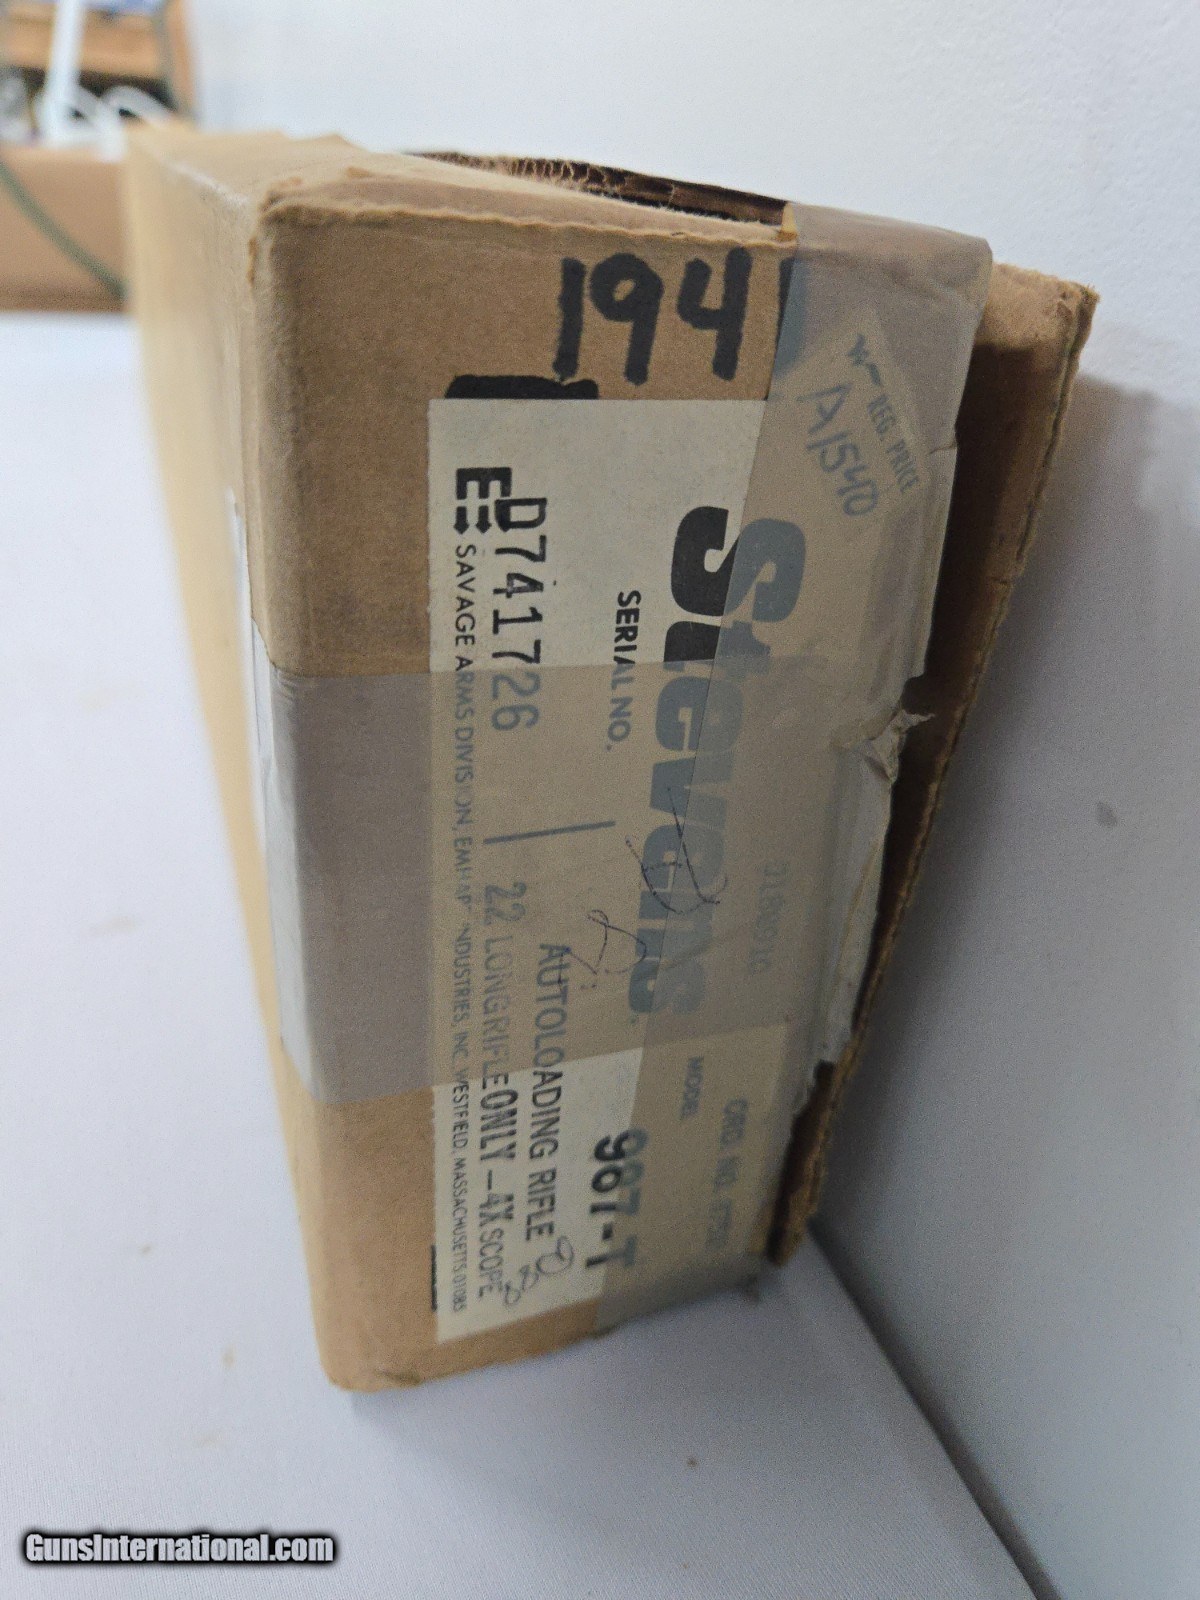 194
REG. PRICE
A1540
Stevens
SERIAL NO.
MODEL
ORD. NO.
987-T
D741726
AUTOLOADING RIFLE
22 LONG RIFLE ONLY - 4X SCOPE
SAVAGE ARMS DIVISION, EMHART INDUSTRIES, INC. WESTFIELD, MASSACHUSETTS 01085
GunsInternational.com